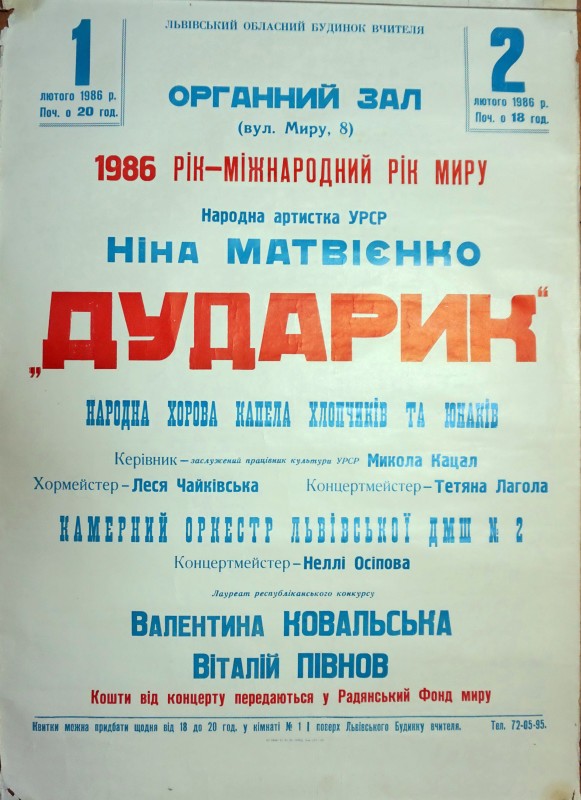 ЛЬВІВСЬКИЙ ОБЛАСНИЙ БУДИНОК ВЧИТЕЛЯ
1
лютого 1986 р.
Поч. о 20 год.
2
лютого 1986 р.
Поч. о 18 год.
ОРГАННИЙ ЗАЛ
(вул. Миру, 8)
1986 РІК—МІЖНАРОДНИЙ РІК МИРУ
Народна артистка УРСР
Ніна МАТВІЄНКО
„ДУДАРИК“
НАРОДНА ХОРОВА КАПЕЛА ХЛОПЧИКІВ ТА ЮНАКІВ
Керівник—заслужений працівник культури УРСР Микола Кацал
Хормейстер—Леся Чайківська Концертмейстер—Тетяна Лагола
КАМЕРНИЙ ОРКЕСТР ЛЬВІВСЬКОЇ ДМШ № 2
Концертмейстер—Неллі Осіпова
Лауреат республіканського конкурсу
Валентина КОВАЛЬСЬКА
Віталій ПІВНОВ
Кошти від концерту передаються у Радянський Фонд миру
Квитки можна придбати щодня від 18 до 20 год. у кімнаті № 1 І поверх Львівського Будинку вчителя. Тел. 72-05-95.